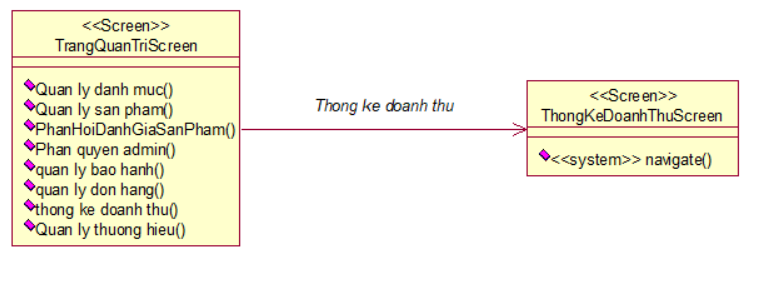 <<Screen>>
TrangQuanTriScreen
Quan ly danh muc()
Quan ly san pham()
PhanHoiDanhGiaSanPham()
Phan quyen admin()
quan ly bao hanh()
quan ly don hang()
thong ke doanh thu()
Quan ly thuong hieu()
Thong ke doanh thu
<<Screen>>
ThongKeDoanhThuScreen
<<system>> navigate()